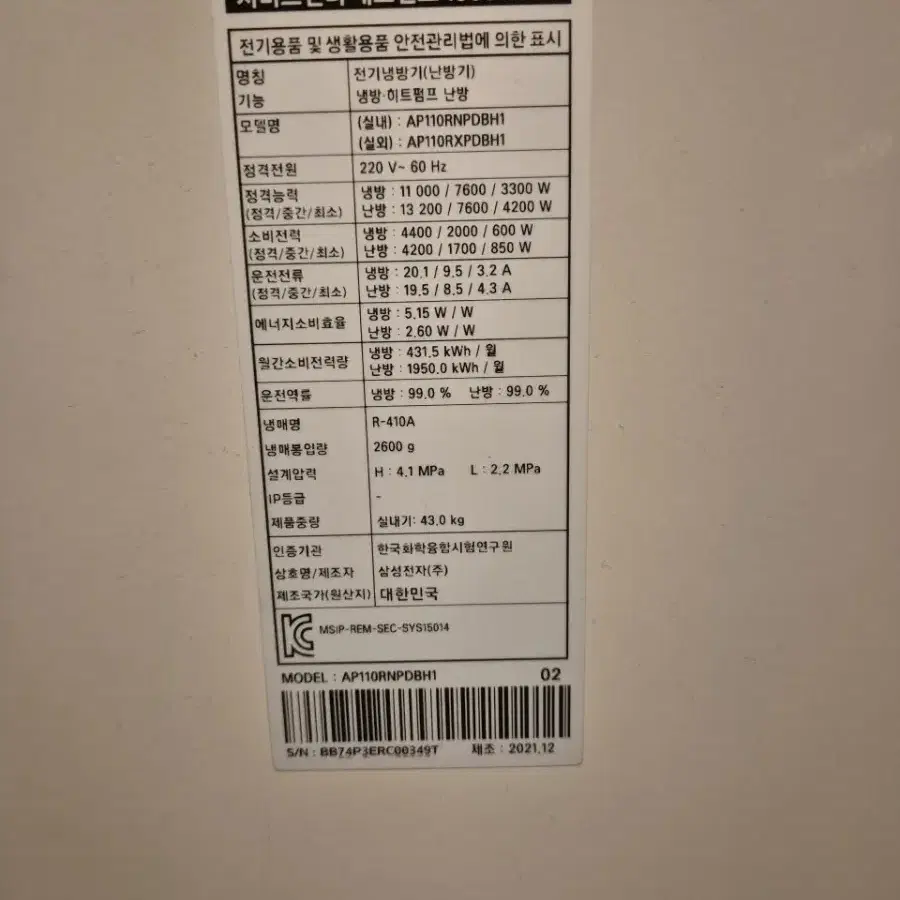 전기용품 및 생활용품 안전관리법에 의한 표시
명칭 전기냉방기(난방기)
기능 냉방·히트펌프 난방
모델명 (실내) : AP110RNPDBH1
(실외) : AP110RXPDBH1
정격전원 220 V~ 60 Hz
정격능력 냉방 : 11 000 / 7600 / 3300 W
(정격/중간/최소) 난방 : 13 200 / 7600 / 4200 W
소비전력 냉방 : 4400 / 2000 / 600 W
(정격/중간/최소) 난방 : 4200 / 1700 / 850 W
운전전류 냉방 : 20.1 / 9.5 / 3.2 A
(정격/중간/최소) 난방 : 19.5 / 8.5 / 4.3 A
에너지소비효율 냉방 : 5.15 W / W
난방 : 2.60 W / W
월간소비전력량 냉방 : 431.5 kWh / 월
난방 : 1950.0 kWh / 월
운전역률 냉방 : 99.0 % 난방 : 99.0 %
냉매명 R-410A
냉매봉입량 2600 g
설계압력 H : 4.1 MPa L : 2.2 MPa
IP등급 -
제품중량 실내기: 43.0 kg
인증기관 한국화학융합시험연구원
상호명/제조자 삼성전자(주)
제조국가(원산지) 대한민국
KC MSIP-REM-SEC-SYS15014
MODEL : AP110RNPDBH1 02
S/N : BB74P3ERC00349T 제조 : 2021.12